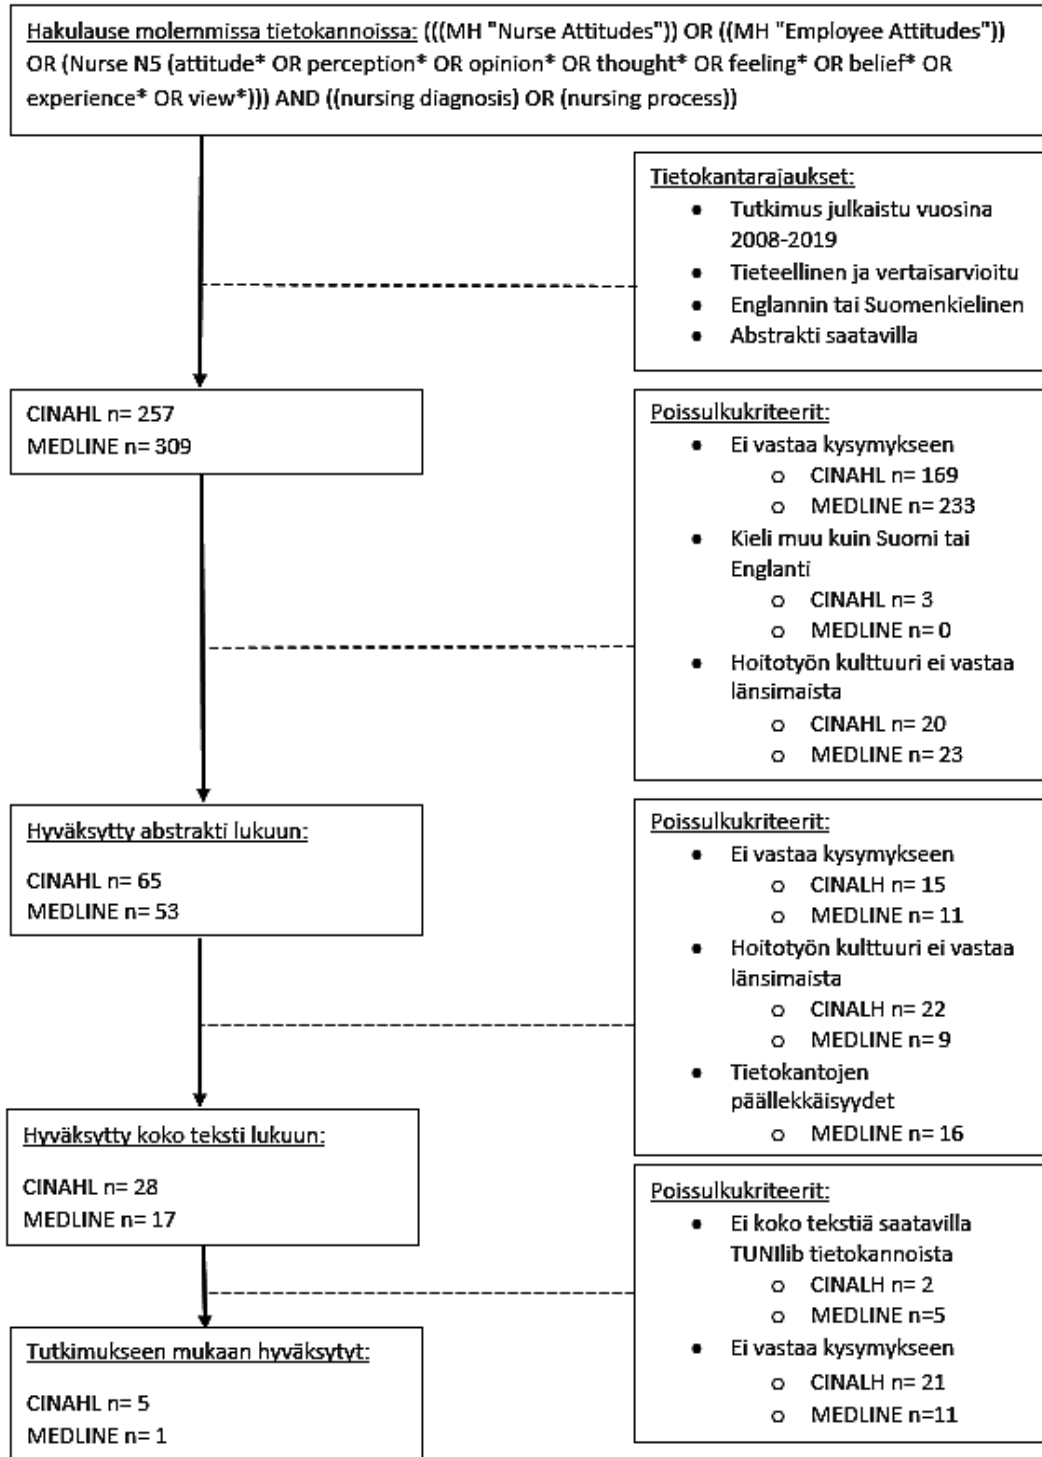 Hakulause molemmissa tietokannoissa: (((MH "Nurse Attitudes")) OR ((MH "Employee Attitudes"))
OR (Nurse N5 (attitude* OR perception* OR opinion* OR thought* OR feeling* OR belief* OR
experience* OR view*))) AND ((nursing diagnosis) OR (nursing process))
Tietokantarajaukset:
• Tutkimus julkaistu vuosina
2008-2019
• Tieteellinen ja vertaisarvioitu
• Englannin tai Suomenkielinen
• Abstrakti saatavilla
CINAHL n= 257
MEDLINE n= 309
Poissulkukriteerit:
• Ei vastaa kysymykseen
o CINAHL n= 169
o MEDLINE n= 233
• Kieli muu kuin Suomi tai
Englanti
o CINAHL n= 3
o MEDLINE n= 0
• Hoitotyön kulttuuri ei vastaa
länsimaista
o CINAHL n= 20
o MEDLINE n= 23
Hyväksytty abstrakti lukuun:
CINAHL n= 65
MEDLINE n= 53
Poissulkukriteerit:
• Ei vastaa kysymykseen
o CINALH n= 15
o MEDLINE n= 11
• Hoitotyön kulttuuri ei vastaa
länsimaista
o CINALH n= 22
o MEDLINE n= 9
• Tietokantojen
päällekkäisyydet
o MEDLINE n= 16
Hyväksytty koko teksti lukuun:
CINAHL n= 28
MEDLINE n= 17
Poissulkukriteerit:
• Ei koko tekstiä saatavilla
TUNIlib tietokannoista
o CINALH n= 2
o MEDLINE n=5
• Ei vastaa kysymykseen
o CINALH n= 21
o MEDLINE n=11
Tutkimukseen mukaan hyväksytyt:
CINAHL n= 5
MEDLINE n= 1